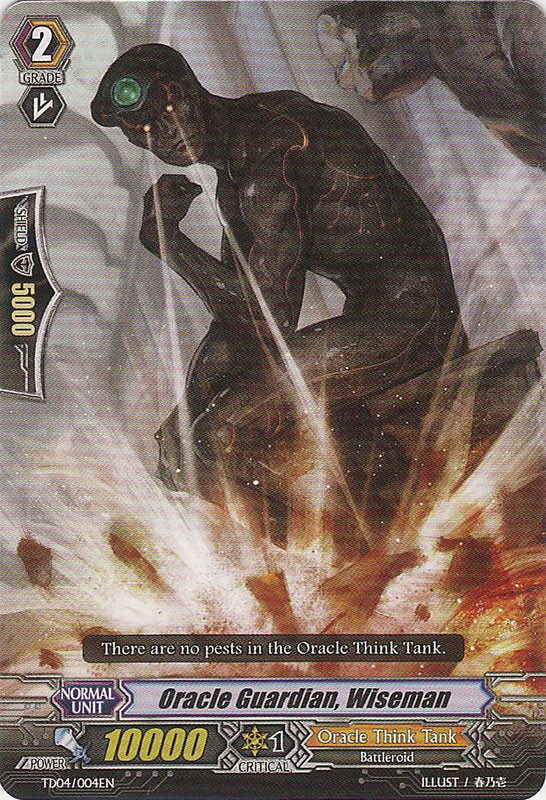 2
GRADE
SHIELD
5000
There are no pests in the Oracle Think Tank.
NORMAL
UNIT
Oracle Guardian, Wiseman
POWER
10000
1
CRITICAL
Oracle Think Tank
Battleroid
TD04/004EN
ILLUST / 春乃壱